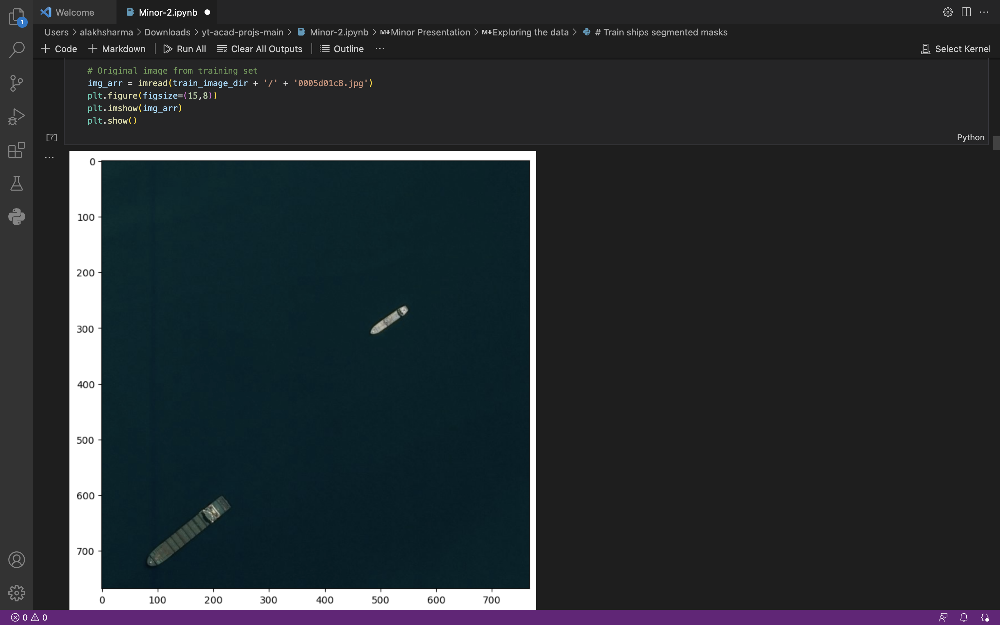 Welcome
Minor-2.ipynb
1
Users > alakhsharma > Downloads > yt-acad-projs-main > Minor-2.ipynb > M↓Minor Presentation > M↓Exploring the data > # Train ships segmented masks
+ Code + Markdown | Run All Clear All Outputs | Outline ...
Select Kernel
# Original image from training set
img_arr = imread(train_image_dir + '/' + '0005d01c8.jpg')
plt.figure(figsize=(15,8))
plt.imshow(img_arr)
plt.show()
[7]
Python
...
0
100
200
300
400
500
600
700
0 100 200 300 400 500 600 700
0 0